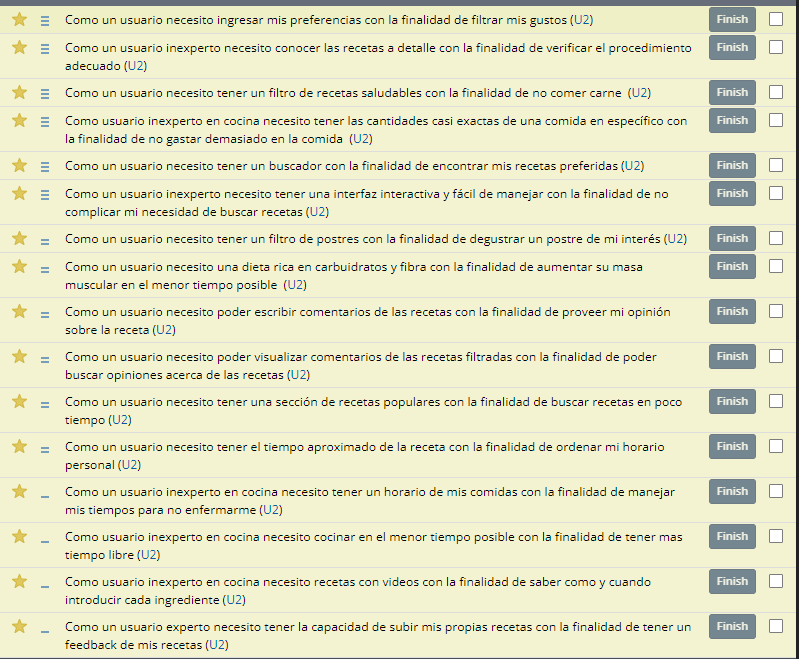 Como un usuario necesito ingresar mis preferencias con la finalidad de filtrar mis gustos (U2) Finish
Como un usuario inexperto necesito conocer las recetas a detalle con la finalidad de verificar el procedimiento Finish
adecuado (U2)
Como un usuario necesito tener un filtro de recetas saludables con la finalidad de no comer carne (U2) Finish
Como usuario inexperto en cocina necesito tener las cantidades casi exactas de una comida en específico con Finish
la finalidad de no gastar demasiado en la comida (U2)
Como un usuario necesito tener un buscador con la finalidad de encontrar mis recetas preferidas (U2) Finish
Como un usuario inexperto necesito tener una interfaz interactiva y fácil de manejar con la finalidad de no Finish
complicar mi necesidad de buscar recetas (U2)
Como un usuario necesito tener un filtro de postres con la finalidad de degustrar un postre de mi interés (U2) Finish
Como un usuario necesito una dieta rica en carbuidratos y fibra con la finalidad de aumentar su masa Finish
muscular en el menor tiempo posible (U2)
Como un usuario necesito poder escribir comentarios de las recetas con la finalidad de proveer mi opinión Finish
sobre la receta (U2)
Como un usuario necesito poder visualizar comentarios de las recetas filtradas con la finalidad de poder Finish
buscar opiniones acerca de las recetas (U2)
Como un usuario necesito tener una sección de recetas populares con la finalidad de buscar recetas en poco Finish
tiempo (U2)
Como un usuario necesito tener el tiempo aproximado de la receta con la finalidad de ordenar mi horario Finish
personal (U2)
Como un usuario inexperto en cocina necesito tener un horario de mis comidas con la finalidad de manejar Finish
mis tiempos para no enfermarme (U2)
Como usuario inexperto en cocina necesito cocinar en el menor tiempo posible con la finalidad de tener mas Finish
tiempo libre (U2)
Como usuario inexperto en cocina necesito recetas con videos con la finalidad de saber como y cuando Finish
introducir cada ingrediente (U2)
Como un usuario experto necesito tener la capacidad de subir mis propias recetas con la finalidad de tener un Finish
feedback de mis recetas (U2)